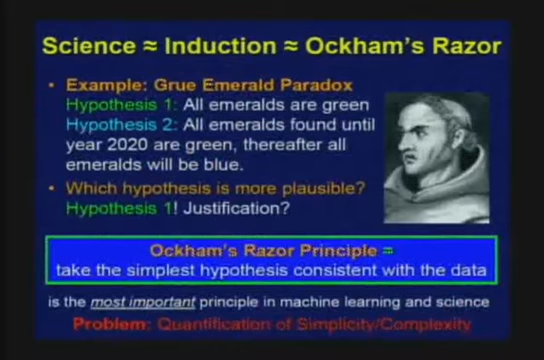 Science ≈ Induction ≈ Ockham's Razor
• Example: Grue Emerald Paradox
Hypothesis 1: All emeralds are green
Hypothesis 2: All emeralds found until
year 2020 are green, thereafter all
emeralds will be blue.
• Which hypothesis is more plausible?
Hypothesis 1! Justification?
Ockham's Razor Principle =
take the simplest hypothesis consistent with the data
is the most important principle in machine learning and science
Problem: Quantification of Simplicity/Complexity